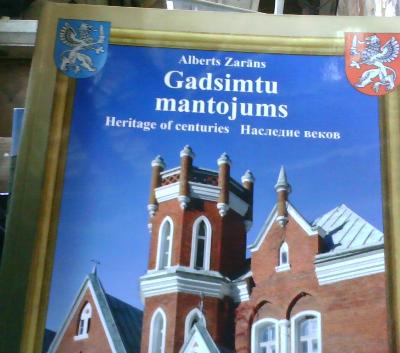 Alberts Zarāns
Gadsimtu
mantojums
Heritage of centuries Наследие веков